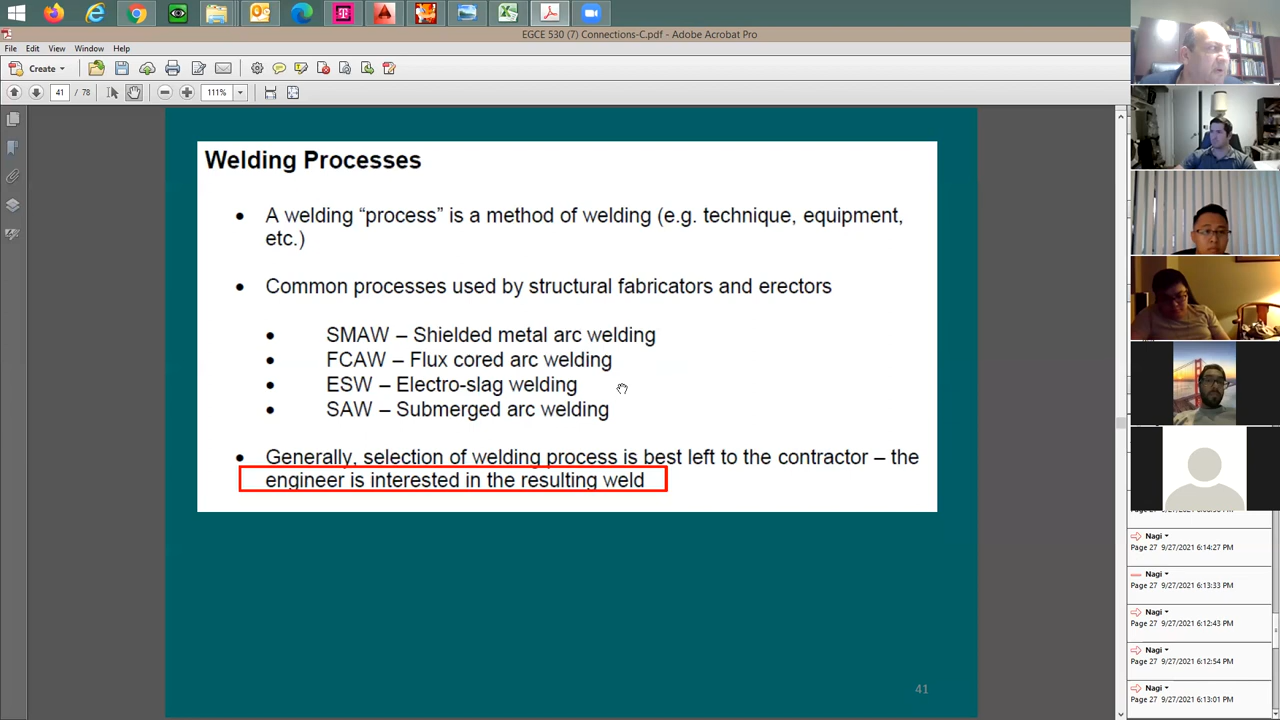 EGCE 530 (7) Connections-C.pdf - Adobe Acrobat Pro
File Edit View Window Help
Create
41 / 78 111%
Welding Processes
• A welding “process” is a method of welding (e.g. technique, equipment,
etc.)
• Common processes used by structural fabricators and erectors
• SMAW – Shielded metal arc welding
• FCAW – Flux cored arc welding
• ESW – Electro-slag welding
• SAW – Submerged arc welding
• Generally, selection of welding process is best left to the contractor – the
engineer is interested in the resulting weld
41
Nagi
Page 27 9/27/2021 6:14:27 PM
Nagi
Page 27 9/27/2021 6:13:33 PM
Nagi
Page 27 9/27/2021 6:12:43 PM
Nagi
Page 27 9/27/2021 6:12:54 PM
Nagi
Page 27 9/27/2021 6:13:01 PM